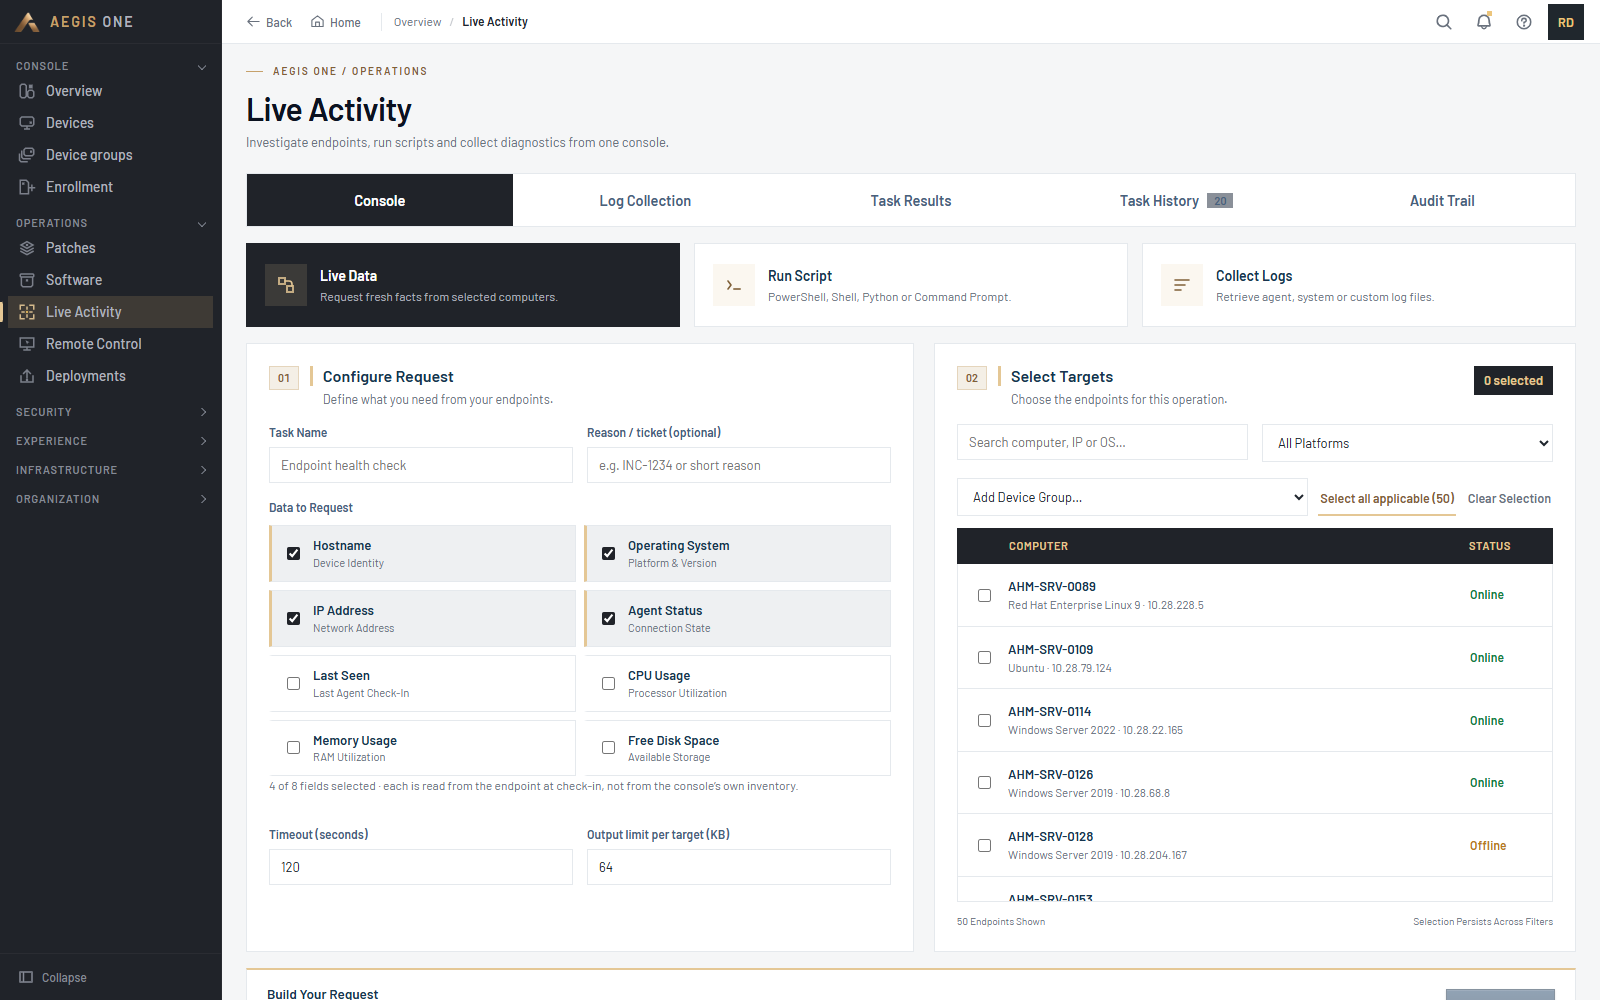 AEGIS ONE
CONSOLE
Overview
Devices
Device groups
Enrollment
OPERATIONS
Patches
Software
Live Activity
Remote Control
Deployments
SECURITY
EXPERIENCE
INFRASTRUCTURE
ORGANIZATION
Collapse
Back Home Overview / Live Activity
RD
AEGIS ONE / OPERATIONS
Live Activity
Investigate endpoints, run scripts and collect diagnostics from one console.
Console Log Collection Task Results Task History 20 Audit Trail
Live Data
Request fresh facts from selected computers.
Run Script
PowerShell, Shell, Python or Command Prompt.
Collect Logs
Retrieve agent, system or custom log files.
01 Configure Request
Define what you need from your endpoints.
Task Name Reason / ticket (optional)
Endpoint health check e.g. INC-1234 or short reason
Data to Request
Hostname
Device Identity
Operating System
Platform & Version
IP Address
Network Address
Agent Status
Connection State
Last Seen
Last Agent Check-In
CPU Usage
Processor Utilization
Memory Usage
RAM Utilization
Free Disk Space
Available Storage
4 of 8 fields selected · each is read from the endpoint at check-in, not from the console's own inventory.
Timeout (seconds) Output limit per target (KB)
120 64
02 Select Targets 0 selected
Choose the endpoints for this operation.
Search computer, IP or OS... All Platforms
Add Device Group... Select all applicable (50) Clear Selection
COMPUTER STATUS
AHM-SRV-0089
Red Hat Enterprise Linux 9 · 10.28.228.5
Online
AHM-SRV-0109
Ubuntu · 10.28.79.124
Online
AHM-SRV-0114
Windows Server 2022 · 10.28.22.165
Online
AHM-SRV-0126
Windows Server 2019 · 10.28.68.8
Online
AHM-SRV-0128
Windows Server 2019 · 10.28.204.167
Offline
AHM-SRV-0153
50 Endpoints Shown Selection Persists Across Filters
Build Your Request